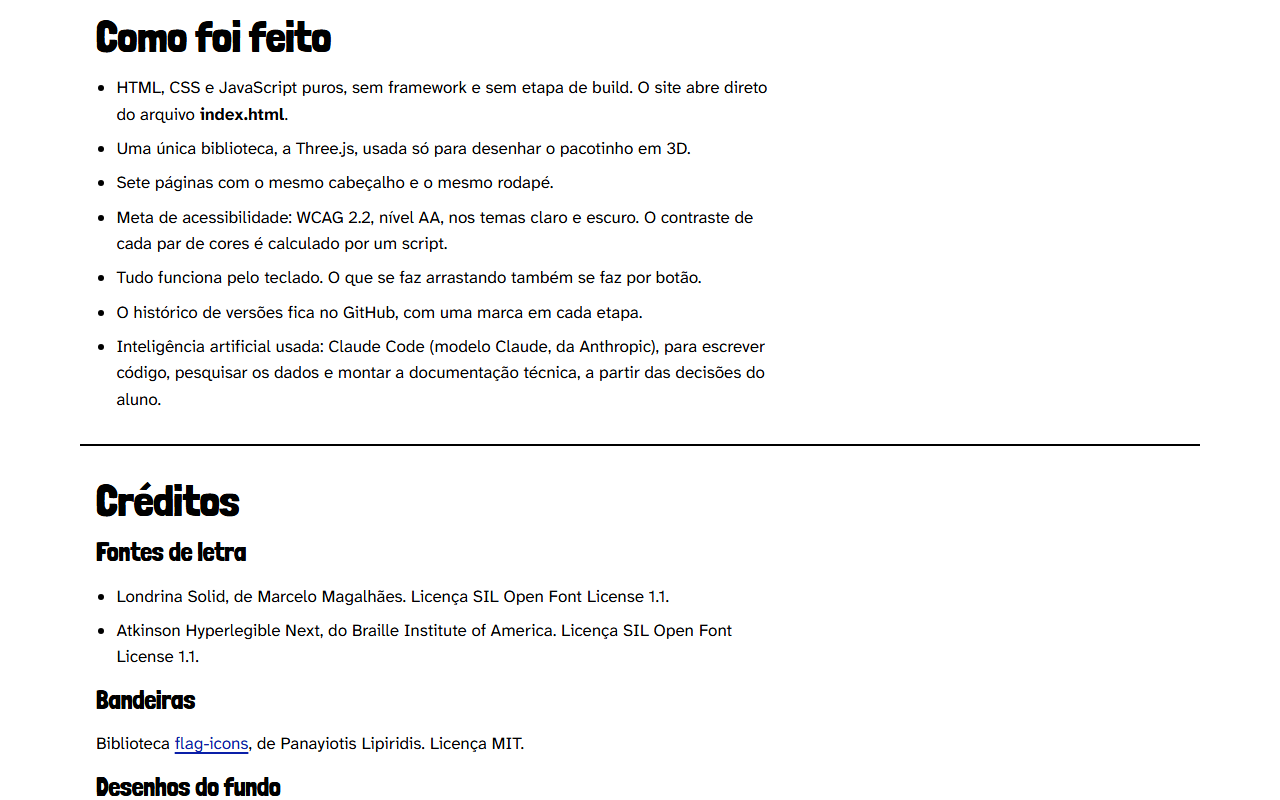 Como foi feito
HTML, CSS e JavaScript puros, sem framework e sem etapa de build. O site abre direto
do arquivo index.html.
Uma única biblioteca, a Three.js, usada só para desenhar o pacotinho em 3D.
Sete páginas com o mesmo cabeçalho e o mesmo rodapé.
Meta de acessibilidade: WCAG 2.2, nível AA, nos temas claro e escuro. O contraste de
cada par de cores é calculado por um script.
Tudo funciona pelo teclado. O que se faz arrastando também se faz por botão.
O histórico de versões fica no GitHub, com uma marca em cada etapa.
Inteligência artificial usada: Claude Code (modelo Claude, da Anthropic), para escrever
código, pesquisar os dados e montar a documentação técnica, a partir das decisões do
aluno.
Créditos
Fontes de letra
Londrina Solid, de Marcelo Magalhães. Licença SIL Open Font License 1.1.
Atkinson Hyperlegible Next, do Braille Institute of America. Licença SIL Open Font
License 1.1.
Bandeiras
Biblioteca flag-icons, de Panayiotis Lipiridis. Licença MIT.
Desenhos do fundo